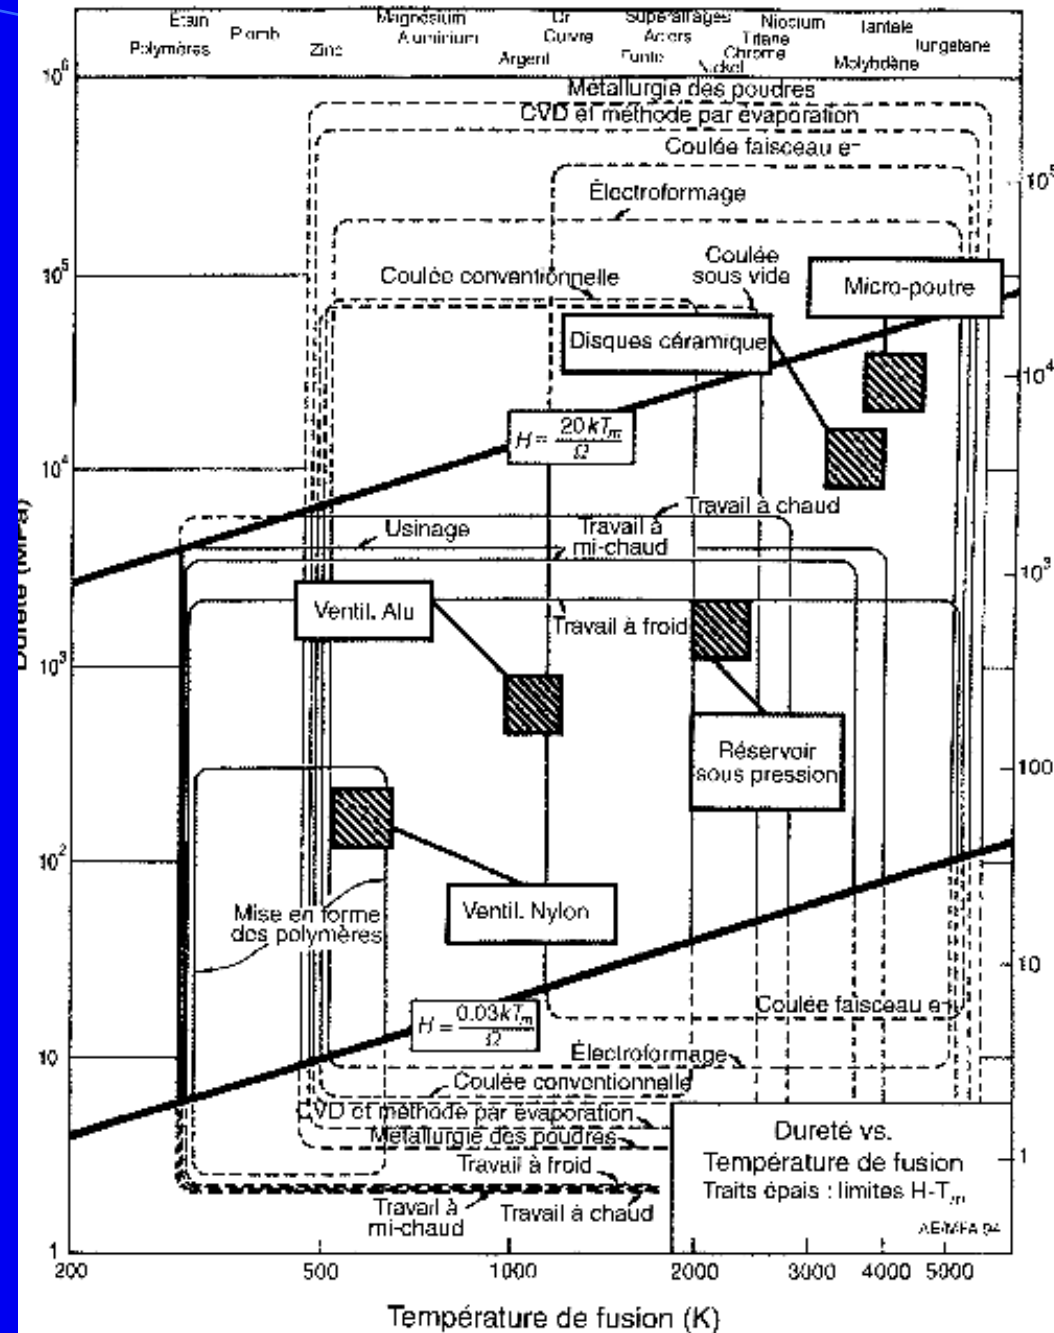 Étain
Magnésium
Cr
Superalliages
Niobium
Tantale
Polymères
Plomb
Zinc
Aluminium
Cuivre
Aciers
Titane
Tungstène
Argent
Fonte
Chrome
Nickel
Molybdène
Métallurgie des poudres
CVD et méthode par évaporation
Coulée faisceau e⁻
Électroformage
Coulée
sous vide
Coulée conventionnelle
Micro-poutre
Disques céramique
H = 20 kTm / Ω
Travail à chaud
Usinage
Travail à
mi-chaud
Ventil. Alu
Travail à froid
Réservoir
sous pression
Mise en forme
des polymères
Ventil. Nylon
H = 0.03 kTm / Ω
Coulée faisceau e⁻
Électroformage
Coulée conventionnelle
CVD et méthode par évaporation
Métallurgie des poudres
Travail à froid
Travail à
mi-chaud
Travail à chaud
Dureté vs.
Température de fusion
Traits épais : limites H-Tm
AE/MFA 94
Dureté (MPa)
10⁶
10⁵
10⁴
10³
10²
10
1
10⁵
10⁴
10³
100
10
1
200
500
1000
2000
3000
4000
5000
Température de fusion (K)